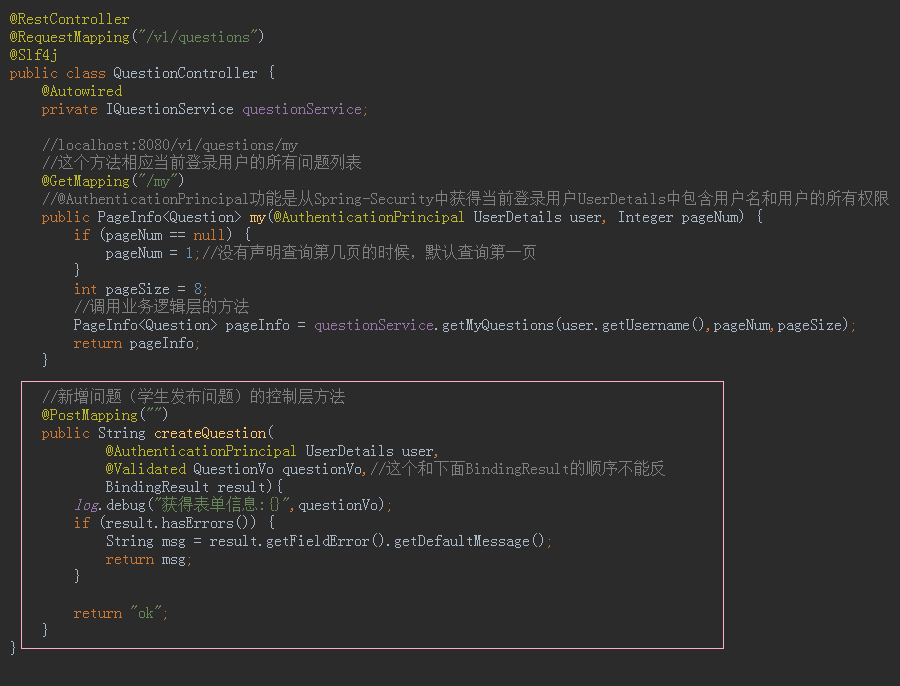 @RestController
@RequestMapping("/v1/questions")
@Slf4j
public class QuestionController {
    @Autowired
    private IQuestionService questionService;

    //localhost:8080/v1/questions/my
    //这个方法相应当前登录用户的所有问题列表
    @GetMapping("/my")
    //@AuthenticationPrincipal功能是从Spring-Security中获得当前登录用户UserDetails中包含用户名和用户的所有权限
    public PageInfo<Question> my(@AuthenticationPrincipal UserDetails user, Integer pageNum) {
        if (pageNum == null) {
            pageNum = 1;//没有声明查询第几页的时候，默认查询第一页
        }
        int pageSize = 8;
        //调用业务逻辑层的方法
        PageInfo<Question> pageInfo = questionService.getMyQuestions(user.getUsername(),pageNum,pageSize);
        return pageInfo;
    }

    //新增问题（学生发布问题）的控制层方法
    @PostMapping("")
    public String createQuestion(
            @AuthenticationPrincipal UserDetails user,
            @Validated QuestionVo questionVo,//这个和下面BindingResult的顺序不能反
            BindingResult result){
        log.debug("获得表单信息:{}",questionVo);
        if (result.hasErrors()) {
            String msg = result.getFieldError().getDefaultMessage();
            return msg;
        }

        return "ok";
    }
}